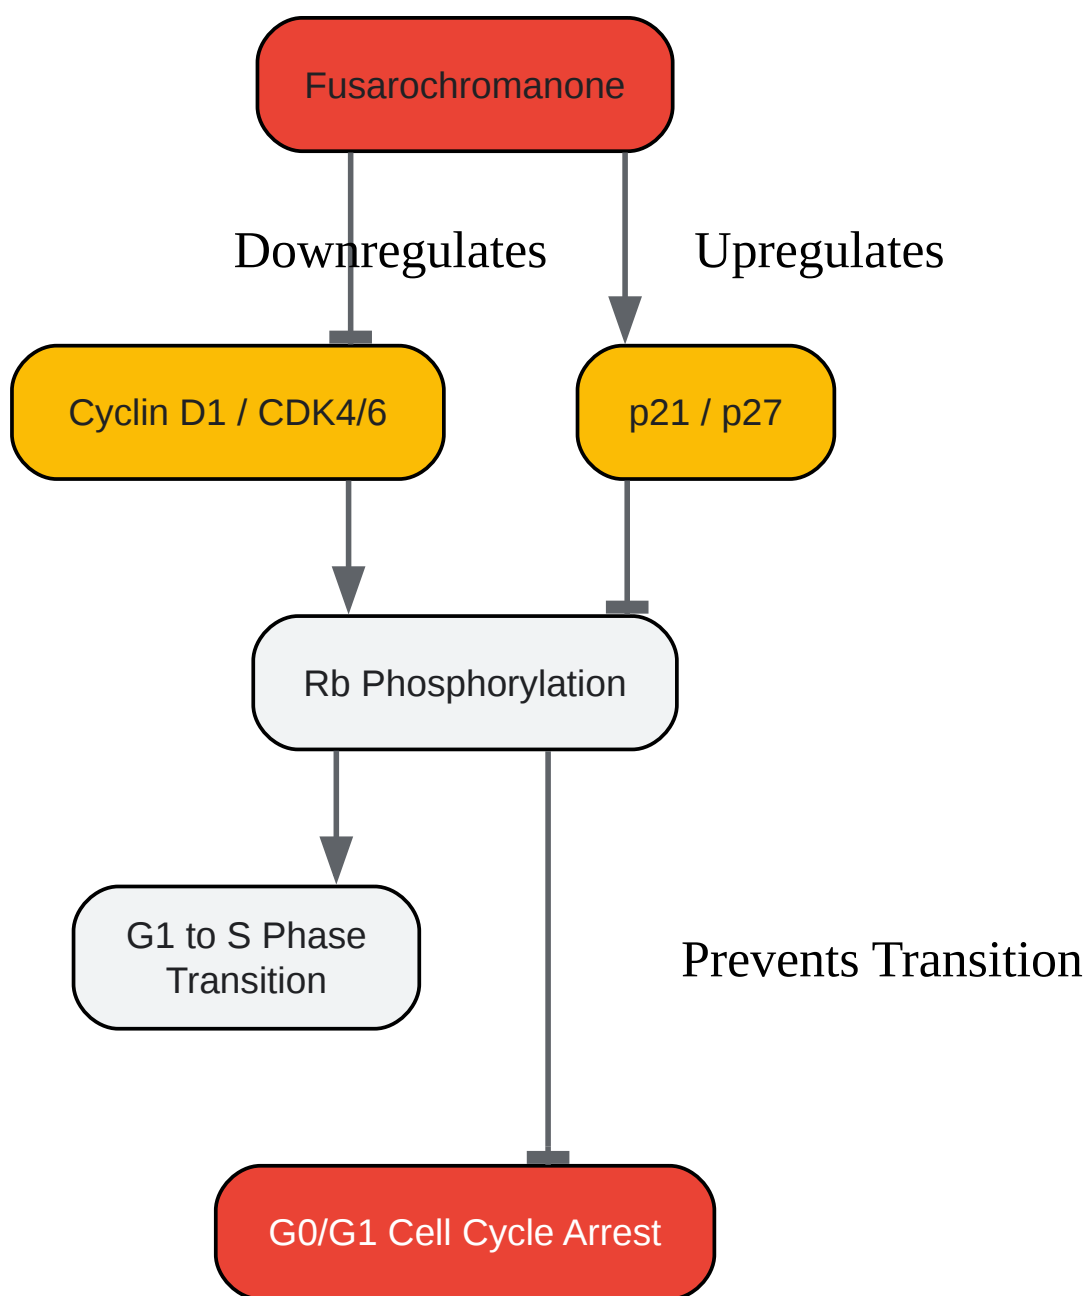 Fusarochromanone
Downregulates
Upregulates
Cyclin D1 / CDK4/6
p21 / p27
Rb Phosphorylation
G1 to S Phase
Transition
Prevents Transition
G0/G1 Cell Cycle Arrest